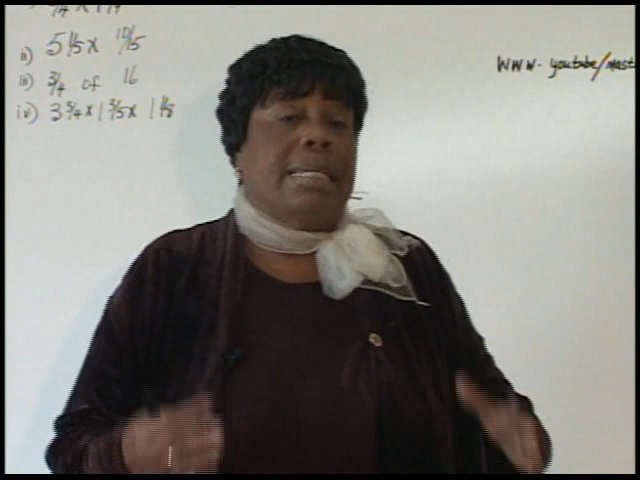 ii) 5 1/5 x 10/15
iii) 3/4 of 16
iv) 3 3/4 x 1 3/5 x 1 1/8
www.youtube/mast